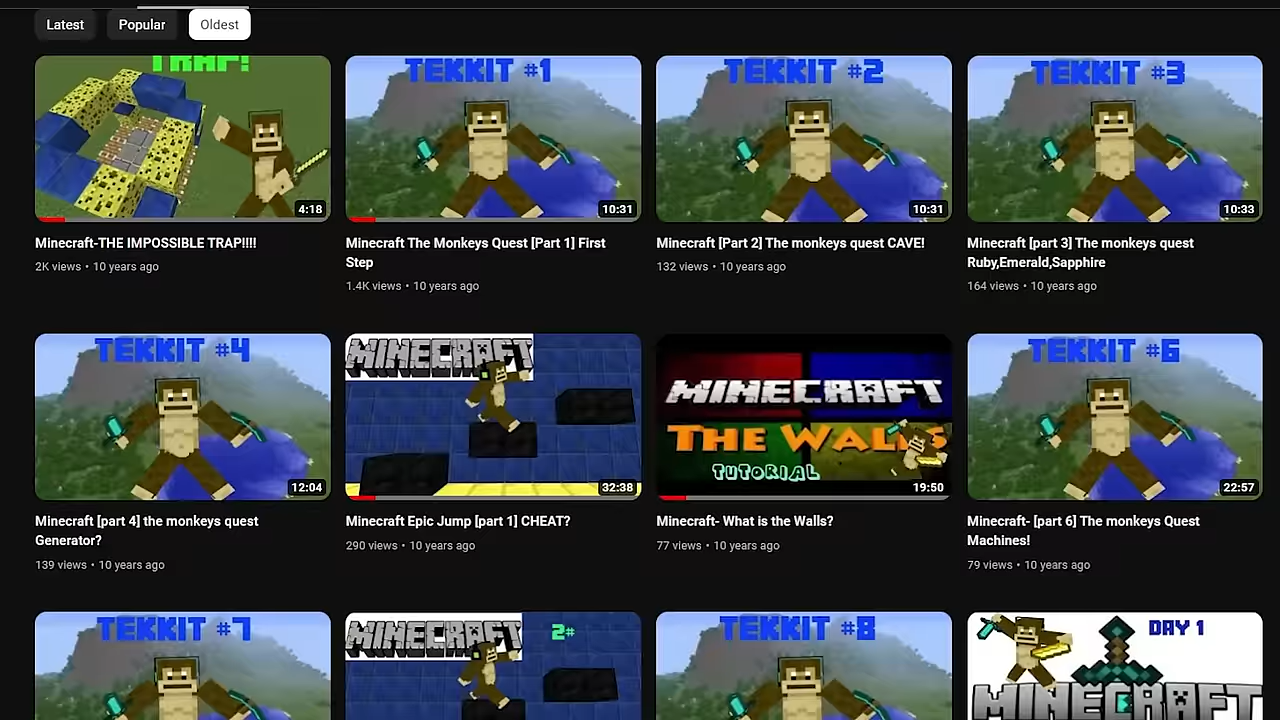 Latest
Popular
Oldest
TRAP!
4:18
TEKKIT #1
10:31
TEKKIT #2
10:31
TEKKIT #3
10:33
Minecraft-THE IMPOSSIBLE TRAP!!!!
2K views • 10 years ago
Minecraft The Monkeys Quest [Part 1] First
Step
1.4K views • 10 years ago
Minecraft [Part 2] The monkeys quest CAVE!
132 views • 10 years ago
Minecraft [part 3] The monkeys quest
Ruby,Emerald,Sapphire
164 views • 10 years ago
TEKKIT #4
12:04
MINECRAFT
32:38
MINECRAFT
THE WALLS
TUTORIAL
19:50
TEKKIT #6
22:57
Minecraft [part 4] the monkeys quest
Generator?
139 views • 10 years ago
Minecraft Epic Jump [part 1] CHEAT?
290 views • 10 years ago
Minecraft- What is the Walls?
77 views • 10 years ago
Minecraft- [part 6] The monkeys Quest
Machines!
79 views • 10 years ago
TEKKIT #7
MINECRAFT
2#
TEKKIT #8
DAY 1
MINECRAFT